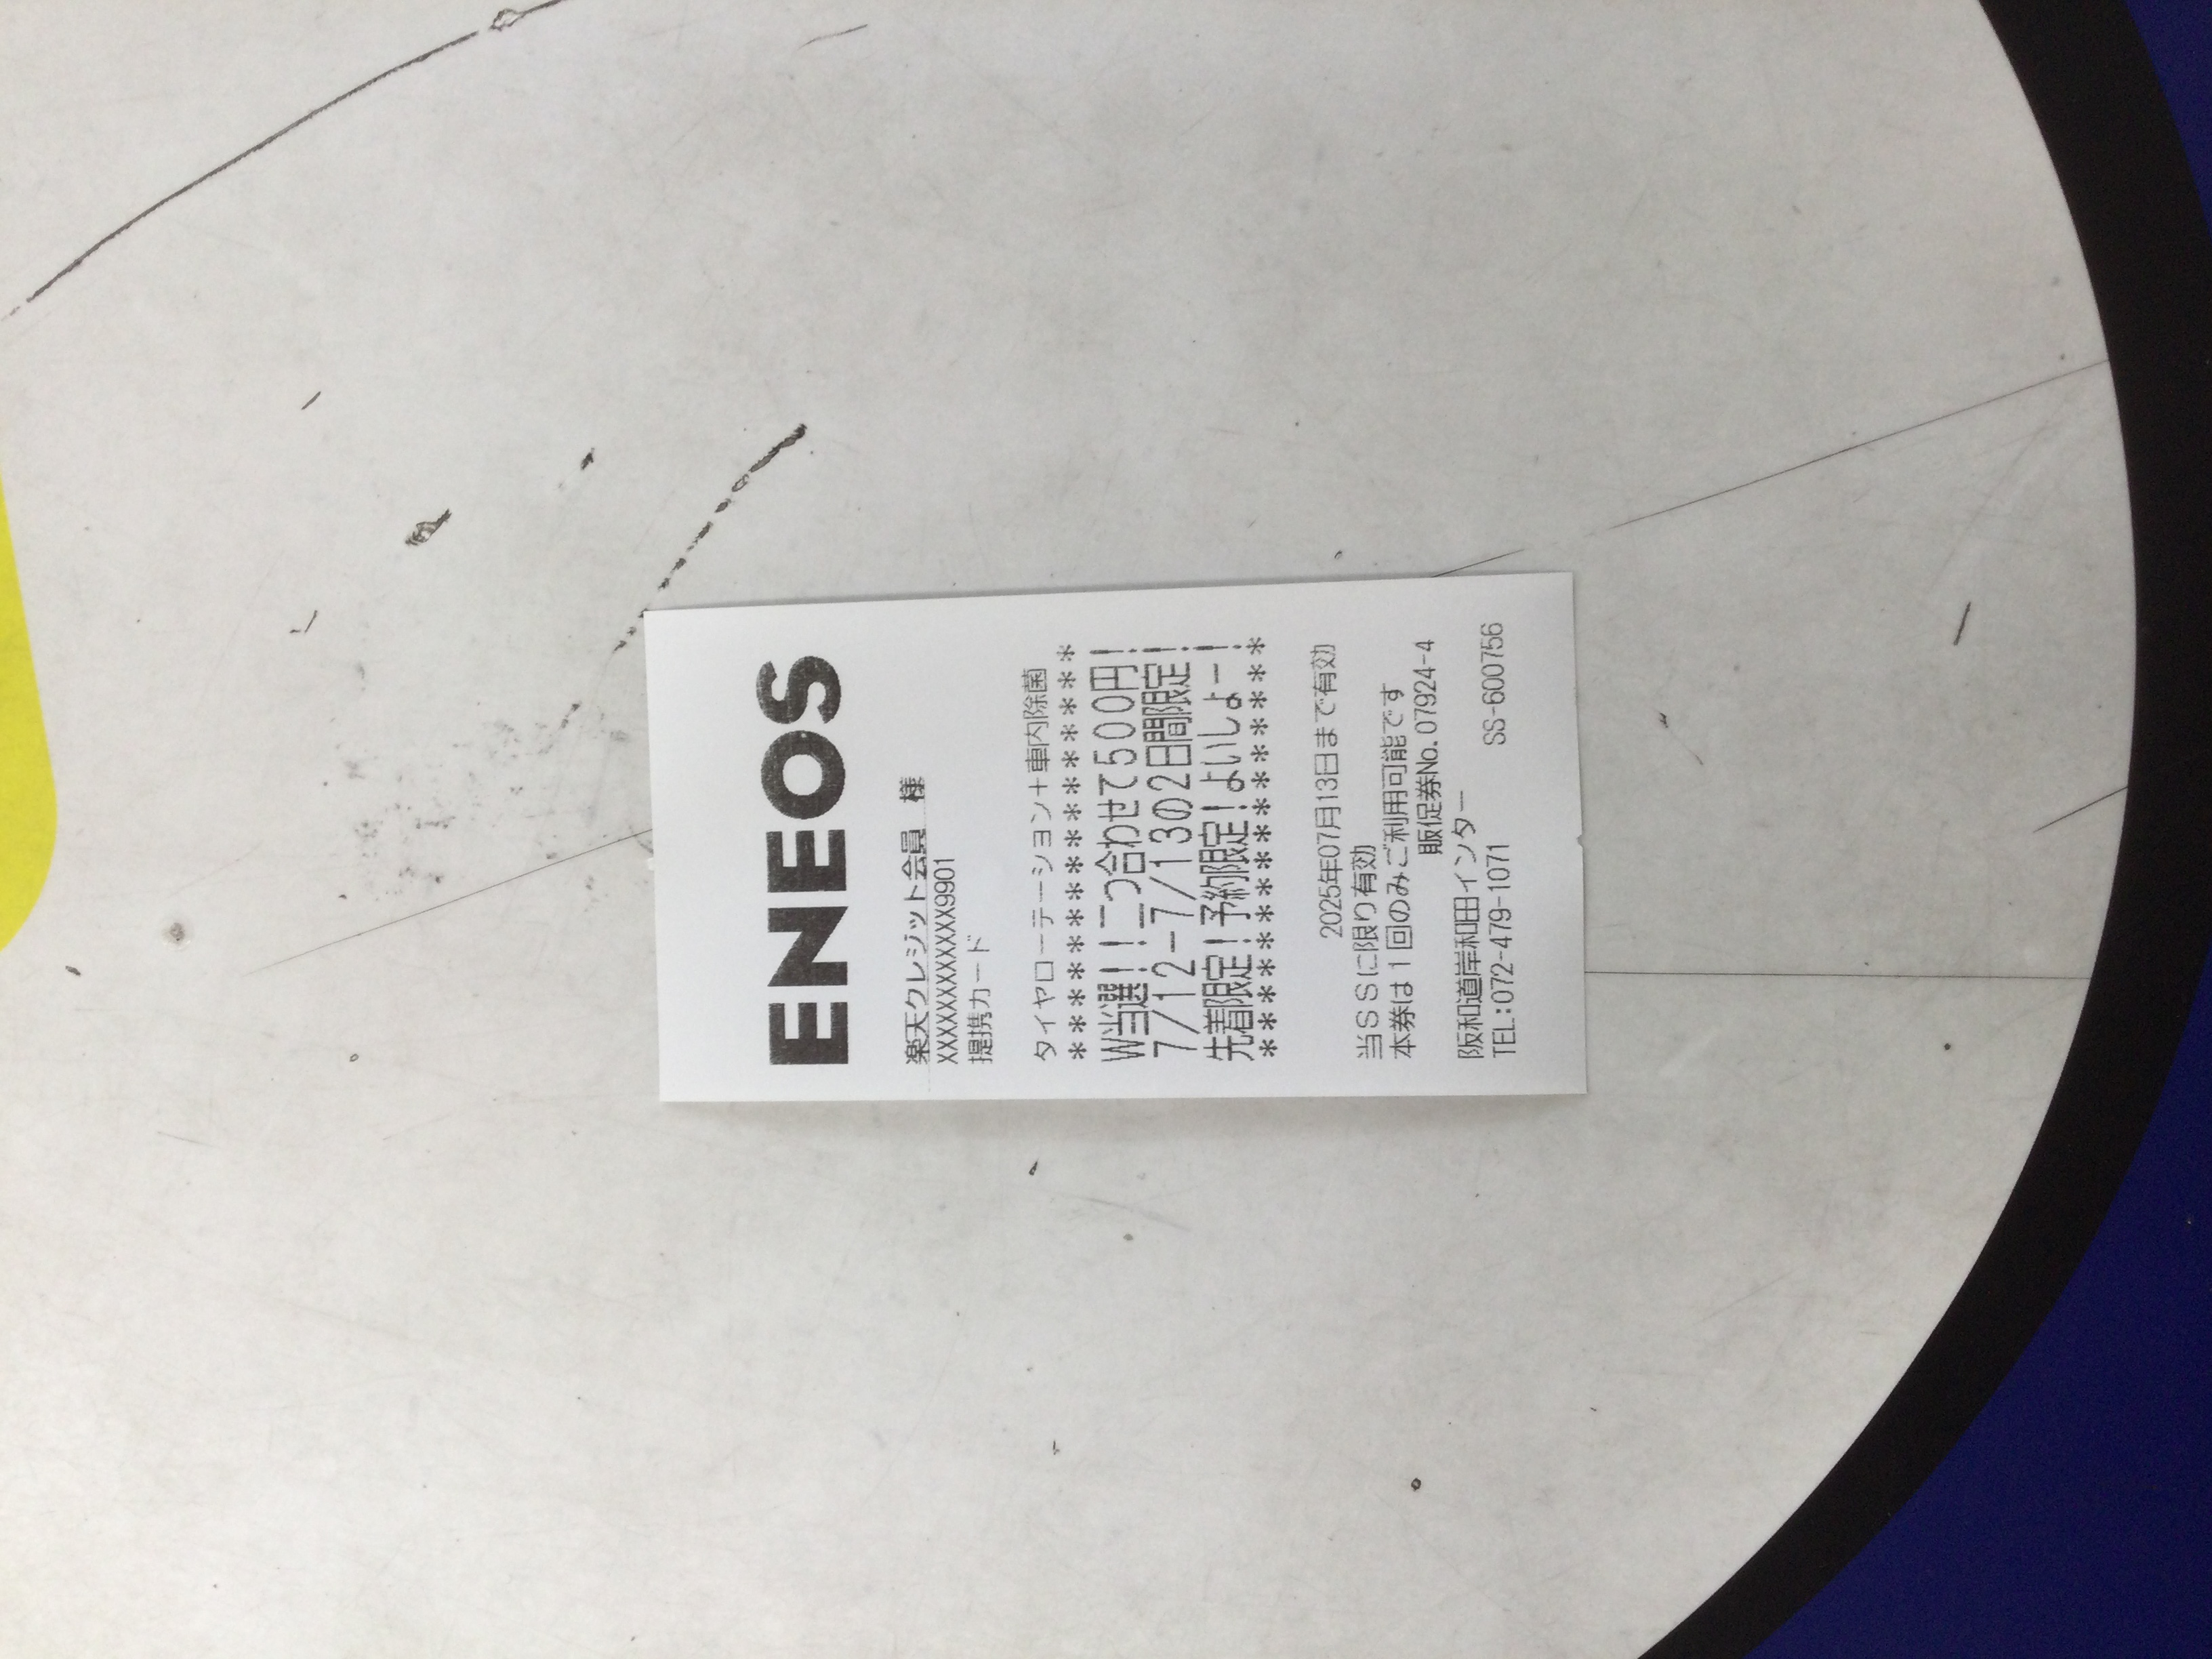 ENEOS
楽天クレジット会員 様
XXXXXXXXXXXX9901
提携カード
タイヤローテーション＋車内除菌
****************
W当選！！二つ合わせて５００円！
７／１２－７／１３の２日間限定！
先着限定！予約限定！よいしょー！
****************
2025年07月13日まで有効
当ＳＳに限り有効
本券は１回のみご利用可能です
販促券No. 07924-4
阪和道岸和田インター
TEL:072-479-1071 SS-600756